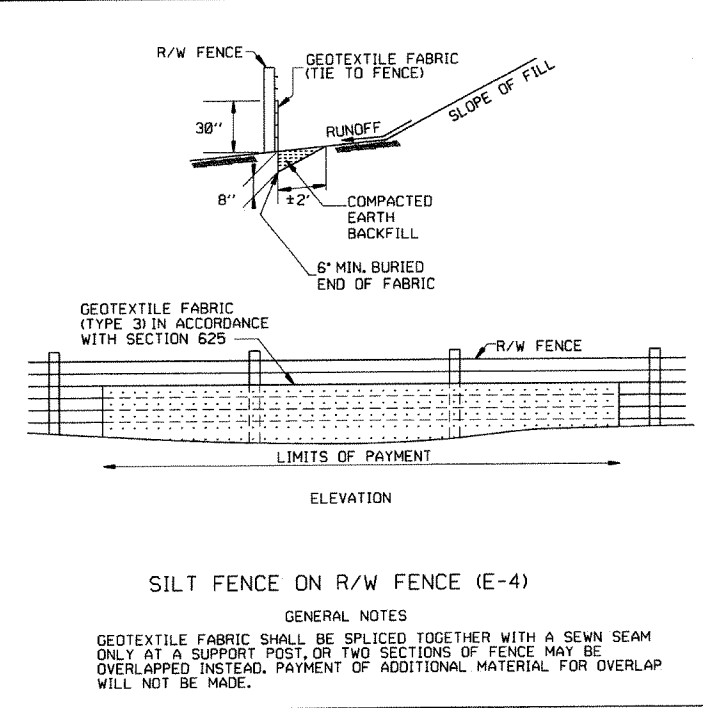 R/W FENCE
GEOTEXTILE FABRIC
(TIE TO FENCE)
SLOPE OF FILL
30"
RUNOFF
8"
±2'
COMPACTED
EARTH
BACKFILL
6" MIN. BURIED
END OF FABRIC
GEOTEXTILE FABRIC
(TYPE 3) IN ACCORDANCE
WITH SECTION 625
R/W FENCE
LIMITS OF PAYMENT
ELEVATION
SILT FENCE ON R/W FENCE (E-4)
GENERAL NOTES
GEOTEXTILE FABRIC SHALL BE SPLICED TOGETHER WITH A SEWN SEAM
ONLY AT A SUPPORT POST, OR TWO SECTIONS OF FENCE MAY BE
OVERLAPPED INSTEAD. PAYMENT OF ADDITIONAL MATERIAL FOR OVERLAP
WILL NOT BE MADE.